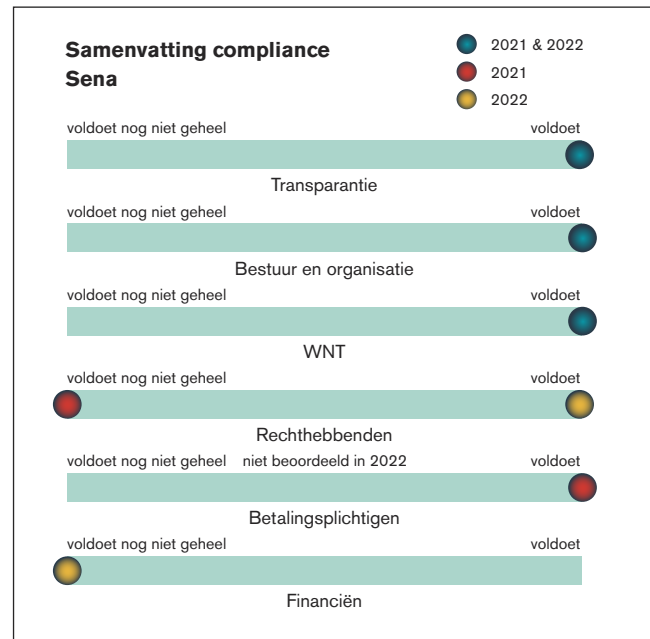 Samenvatting compliance
Sena
2021 & 2022
2021
2022
voldoet nog niet geheel voldoet
Transparantie
voldoet nog niet geheel voldoet
Bestuur en organisatie
voldoet nog niet geheel voldoet
WNT
voldoet nog niet geheel voldoet
Rechthebbenden
voldoet nog niet geheel niet beoordeeld in 2022 voldoet
Betalingsplichtigen
voldoet nog niet geheel voldoet
Financiën